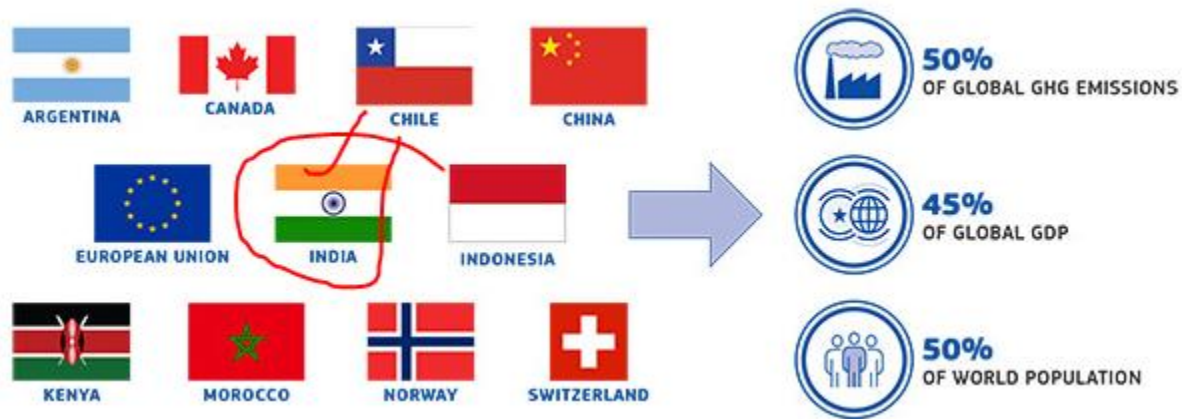 ARGENTINA
CANADA
CHILE
CHINA
EUROPEAN UNION
INDIA
INDONESIA
KENYA
MOROCCO
NORWAY
SWITZERLAND
50%
OF GLOBAL GHG EMISSIONS
45%
OF GLOBAL GDP
50%
OF WORLD POPULATION